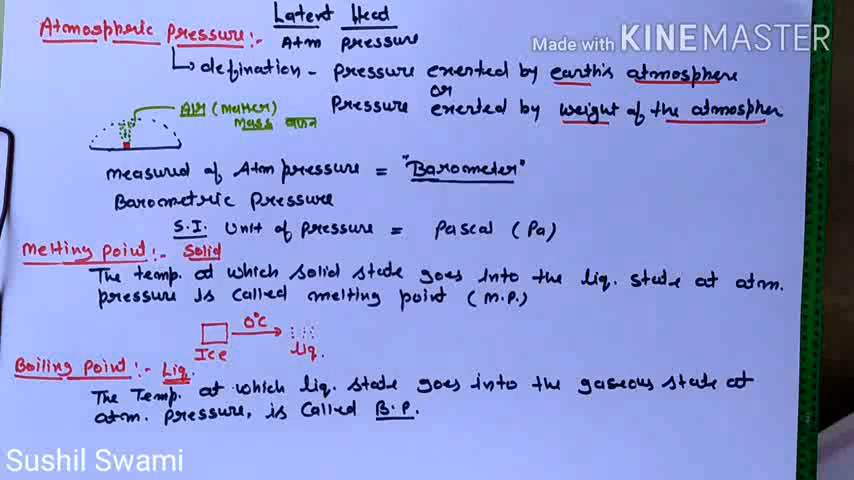 Latent Head
Atmospheric pressure:- Atm pressure
Made with KINEMASTER
defination - pressure exerted by earth's atmosphere
or
Pressure exerted by weight of the atmospher
Air (Matter)
Mass वजन
measured of Atm pressure = "Barometer"
Barometric Pressure
S.I. Unit of pressure = pascal (Pa)
Melting point:- Solid
The temp. at which solid state goes into the liq. state at atm.
pressure is called melting point (M.P.)
0°C
Ice
liq.
Boiling point:- Liq.
The Temp. at which liq. state goes into the gaseous state at
atm. pressure, is called B.P.
Sushil Swami